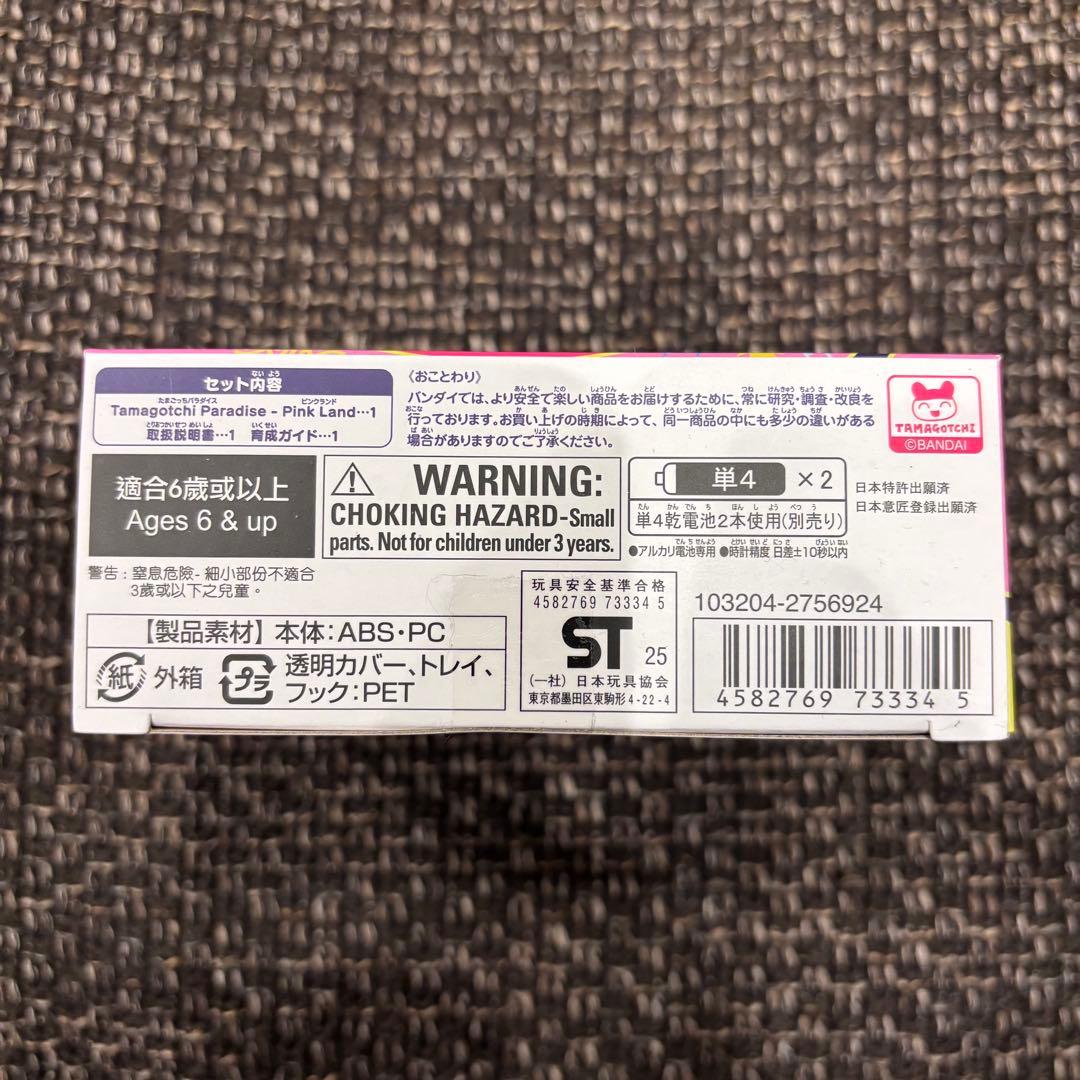 セット内容
Tamagotchi Paradise - Pink Land…1
取扱説明書…1 育成ガイド…1
〈おことわり〉
バンダイでは、より安全で楽しい商品をお届けするために、常に研究・調査・改良を
行っております。お買い上げの時期によって、同一商品の中にも多少の違いがある
場合がありますのでご了承ください。
TAMAGOTCHI
©BANDAI
適合6歲或以上
Ages 6 & up
WARNING:
CHOKING HAZARD-Small
parts. Not for children under 3 years.
単4 ×2
単4乾電池2本使用(別売り)
●アルカリ電池専用 ●時計精度 日差±10秒以内
日本特許出願済
日本意匠登録出願済
警告：窒息危險- 細小部份不適合
3歲或以下之兒童。
【製品素材】本体：ABS・PC
紙 外箱 プラ 透明カバー、トレイ、
フック：PET
玩具安全基準合格
4582769 73334 5
ST 25
(一社) 日本玩具協会
東京都墨田区東駒形4-22-4
103204-2756924
4582769 73334 5